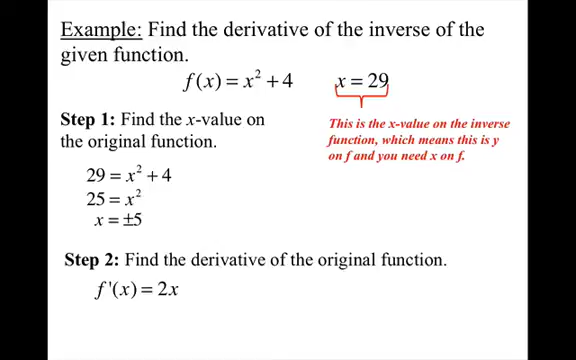 Example: Find the derivative of the inverse of the
given function.
f(x) = x² + 4 x = 29
Step 1: Find the x-value on
the original function.
This is the x-value on the inverse
function, which means this is y
on f and you need x on f.
29 = x² + 4
25 = x²
x = ±5
Step 2: Find the derivative of the original function.
f '(x) = 2x